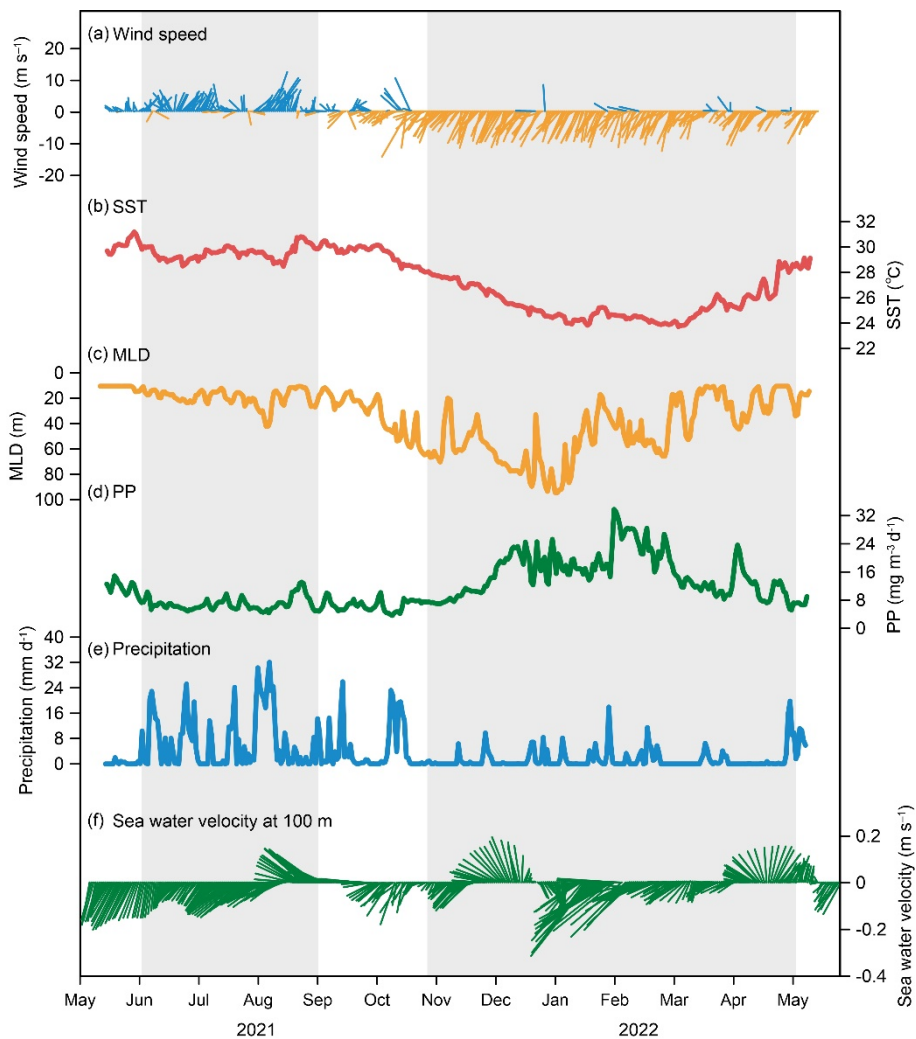 (a) Wind speed
20
10
0
-10
-20
Wind speed (m s⁻¹)
(b) SST
32
30
28
26
24
22
SST (°C)
(c) MLD
0
20
40
60
80
100
MLD (m)
(d) PP
32
24
16
8
0
PP (mg m⁻³ d⁻¹)
(e) Precipitation
40
32
24
16
8
0
Precipitation (mm d⁻¹)
(f) Sea water velocity at 100 m
0.2
0
-0.2
-0.4
Sea water velocity (m s⁻¹)
May Jun Jul Aug Sep Oct Nov Dec Jan Feb Mar Apr May
2021 2022